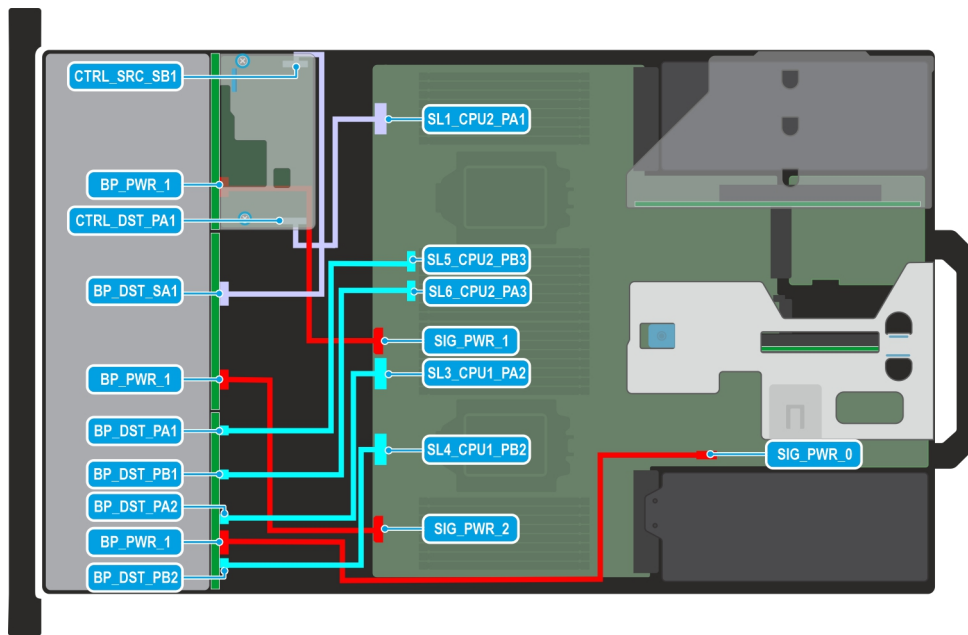 CTRL_SRC_SB1
SL1_CPU2_PA1
BP_PWR_1
CTRL_DST_PA1
SL5_CPU2_PB3
BP_DST_SA1
SL6_CPU2_PA3
SIG_PWR_1
SL3_CPU1_PA2
BP_PWR_1
BP_DST_PA1
SL4_CPU1_PB2
SIG_PWR_0
BP_DST_PB1
BP_DST_PA2
SIG_PWR_2
BP_PWR_1
BP_DST_PB2